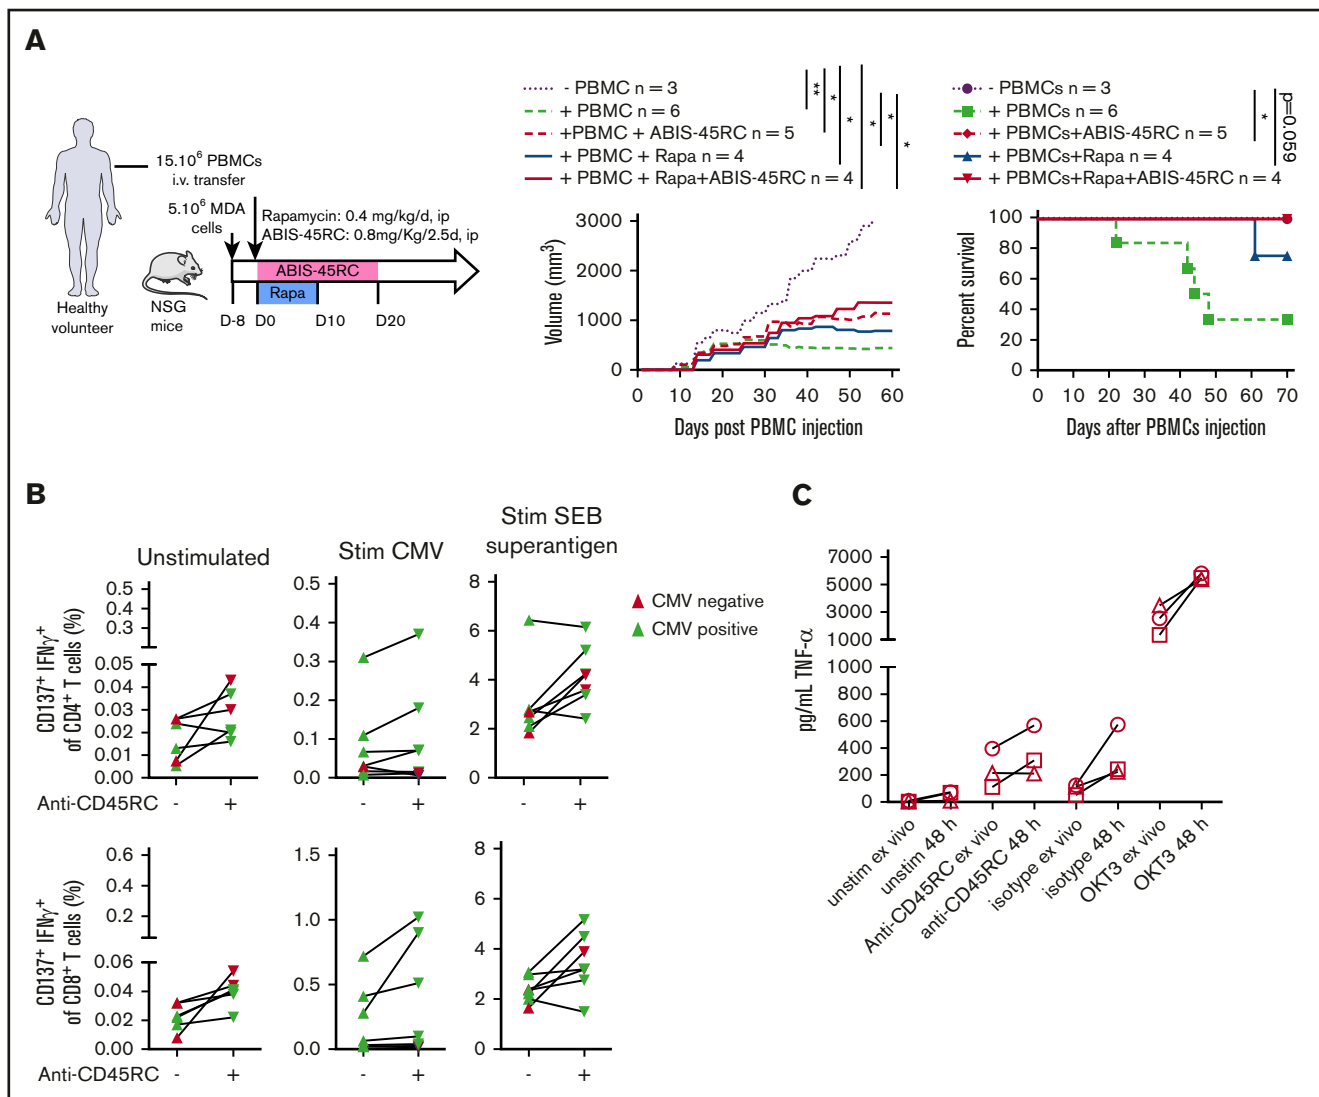 A
15.10⁶ PBMCs
i.v. transfer
5.10⁶ MDA
cells
Rapamycin: 0.4 mg/kg/d, ip
ABIS-45RC: 0.8mg/Kg/2.5d, ip
ABIS-45RC
Rapa
Healthy
volunteer
NSG
mice
D-8
D0
D10
D20
- PBMC n = 3
+ PBMC n = 6
+PBMC + ABIS-45RC n = 5
+ PBMC + Rapa n = 4
+ PBMC + Rapa+ABIS-45RC n = 4
**
*
*
*
*
*
*
Volume (mm³)
3000
2000
1000
0
0 10 20 30 40 50 60
Days post PBMC injection
- PBMCs n = 3
+ PBMCs n = 6
+ PBMCs+ABIS-45RC n = 5
+ PBMCs+Rapa n = 4
+ PBMCs+Rapa+ABIS-45RC n = 4
*
p=0.059
Percent survival
100
80
60
40
20
0
0 10 20 30 40 50 60 70
Days after PBMCs injection
B
Unstimulated
Stim CMV
Stim SEB
superantigen
CMV negative
CMV positive
CD137⁺ IFNγ⁺
of CD4⁺ T cells (%)
0.5
0.4
0.3
0.05
0.04
0.03
0.02
0.01
0.00
0.5
0.4
0.3
0.2
0.1
0.0
8
6
4
2
0
Anti-CD45RC - + - + - +
CD137⁺ IFNγ⁺
of CD8⁺ T cells (%)
0.6
0.4
0.2
0.06
0.04
0.02
0.00
1.5
1.0
0.5
0.0
8
6
4
2
0
Anti-CD45RC - + - + - +
C
pg/mL TNF-α
7000
5000
3000
1000
1000
800
600
400
200
0
unstim ex vivo
unstim 48 h
Anti-CD45RC ex vivo
anti-CD45RC 48 h
isotype ex vivo
isotype 48 h
OKT3 ex vivo
OKT3 48 h